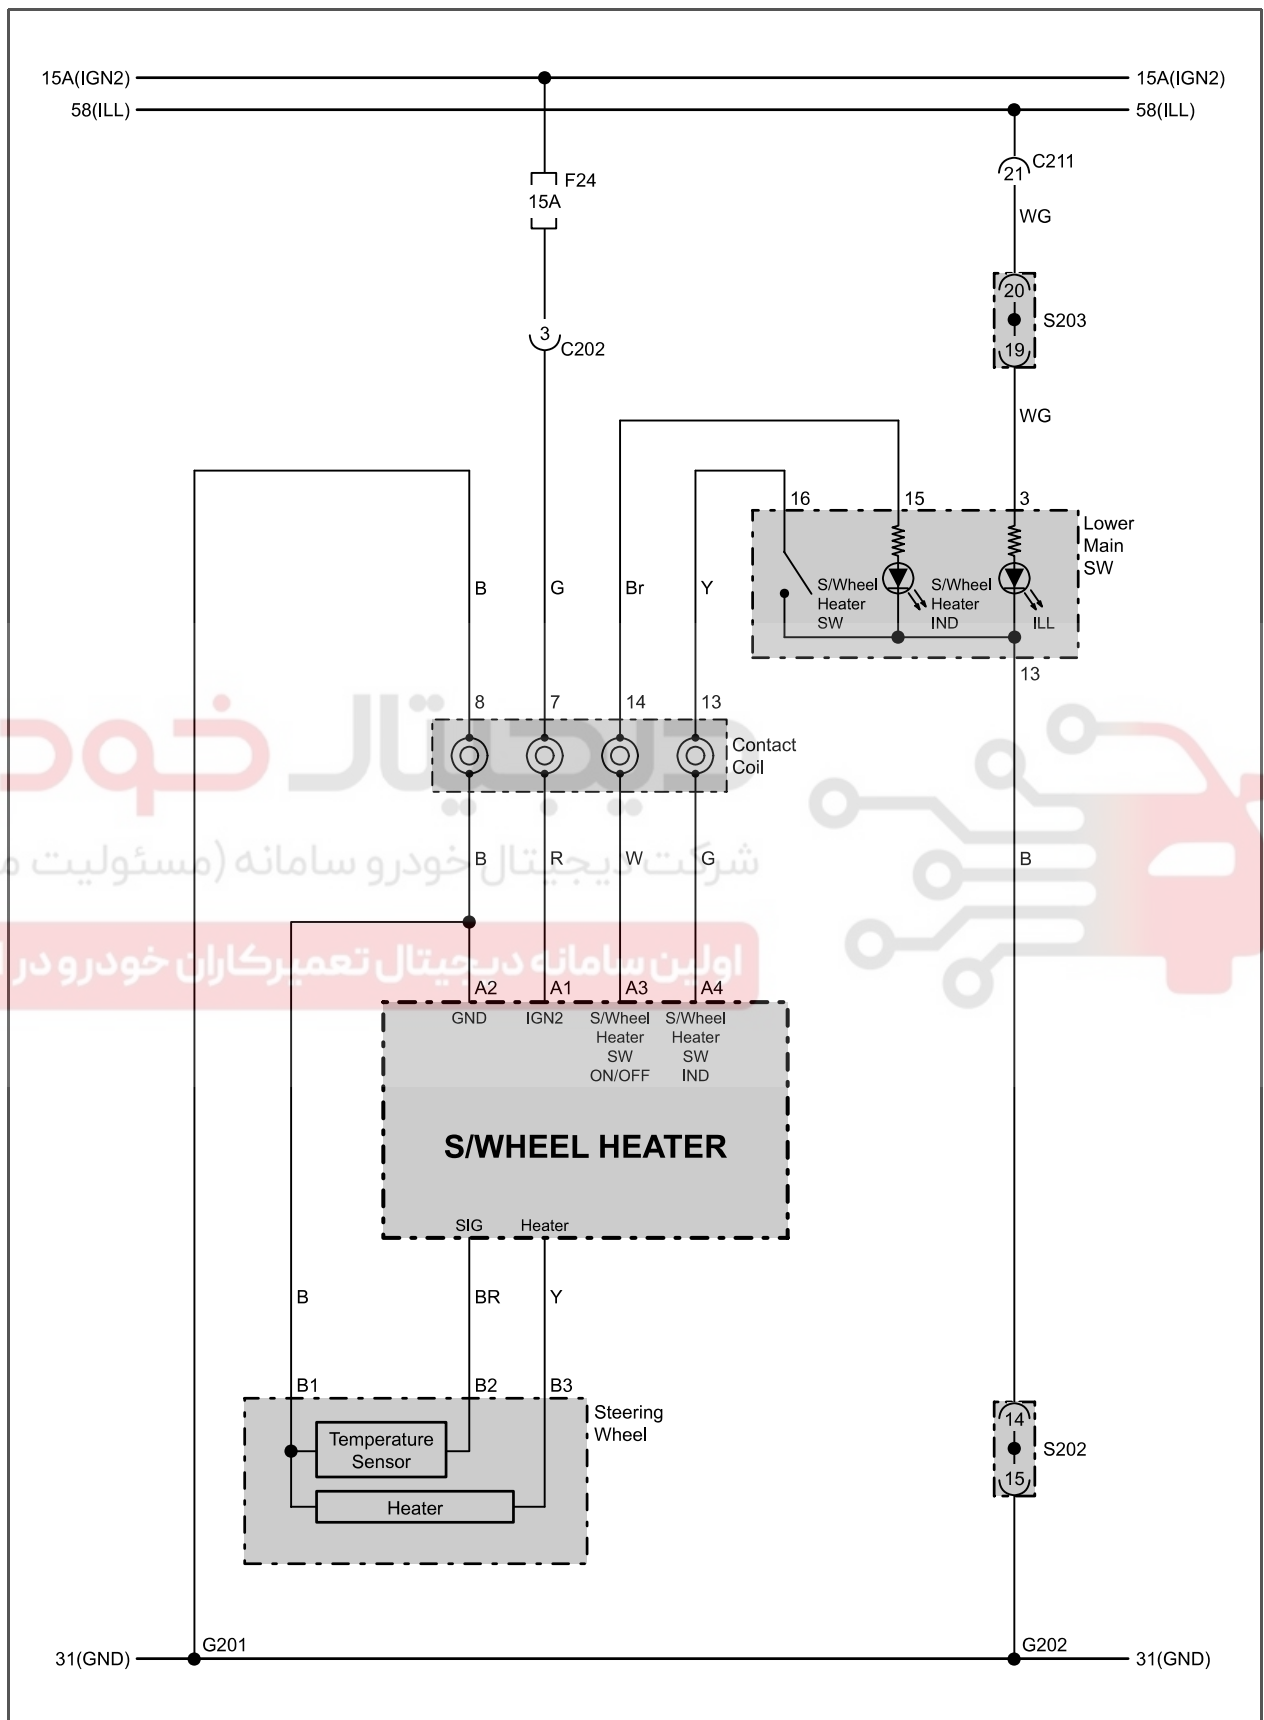 15A(IGN2)
15A(IGN2)
58(ILL)
58(ILL)
C211
21
F24
15A
WG
20
S203
3
C202
19
WG
16
15
3
Lower
Main
SW
B
G
Br
Y
S/Wheel
Heater
SW
S/Wheel
Heater
IND
ILL
13
8
7
14
13
دیجیتال خود
Contact
Coil
B
R
W
G
B
شرکت دیجیتال خودرو سامانه (مسئولیت
اولین سامانه دیجیتال تعمیرکاران خودرو در
A2
A1
A3
A4
GND
IGN2
S/Wheel
Heater
SW
ON/OFF
S/Wheel
Heater
SW
IND
S/WHEEL HEATER
SIG
Heater
B
BR
Y
B1
B2
B3
Steering
Wheel
Temperature
Sensor
Heater
14
S202
15
G201
G202
31(GND)
31(GND)